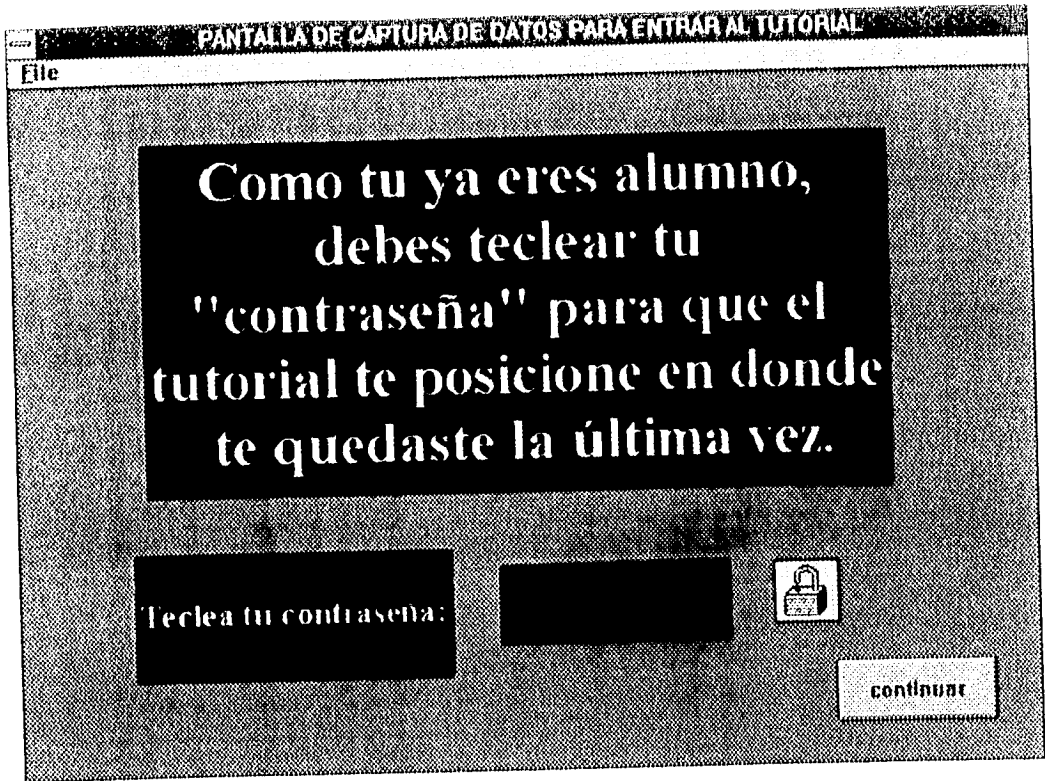 PANTALLA DE CAPTURA DE DATOS PARA ENTRAR AL TUTORIAL
File
Como tu ya eres alumno,
debes teclear tu
"contraseña" para que el
tutorial te posicione en donde
te quedaste la última vez.
Teclea tu contraseña:
continuar